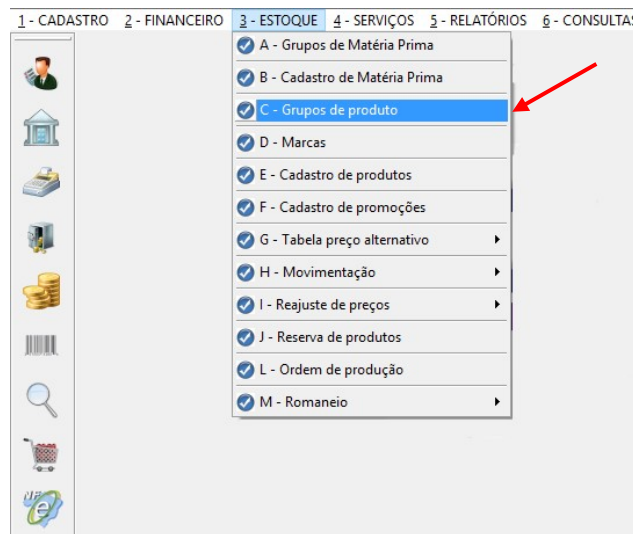 1 - CADASTRO 2 - FINANCEIRO 3 - ESTOQUE 4 - SERVIÇOS 5 - RELATÓRIOS 6 - CONSULTAS
A - Grupos de Matéria Prima
B - Cadastro de Matéria Prima
C - Grupos de produto
D - Marcas
E - Cadastro de produtos
F - Cadastro de promoções
G - Tabela preço alternativo
H - Movimentação
I - Reajuste de preços
J - Reserva de produtos
L - Ordem de produção
M - Romaneio
NF
e